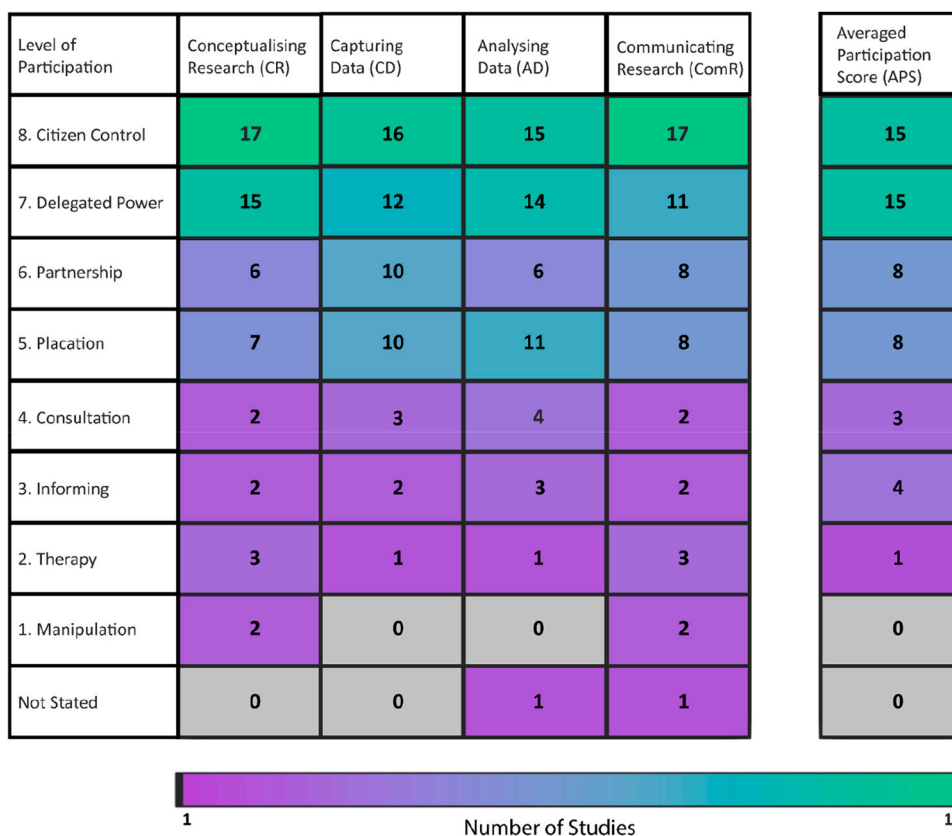 Level of
Participation
Conceptualising
Research (CR)
Capturing
Data (CD)
Analysing
Data (AD)
Communicating
Research (ComR)
Averaged
Participation
Score (APS)
8. Citizen Control
17
16
15
17
15
7. Delegated Power
15
12
14
11
15
6. Partnership
6
10
6
8
8
5. Placation
7
10
11
8
8
4. Consultation
2
3
4
2
3
3. Informing
2
2
3
2
4
2. Therapy
3
1
1
3
1
1. Manipulation
2
0
0
2
0
Not Stated
0
0
1
1
0
1
Number of Studies